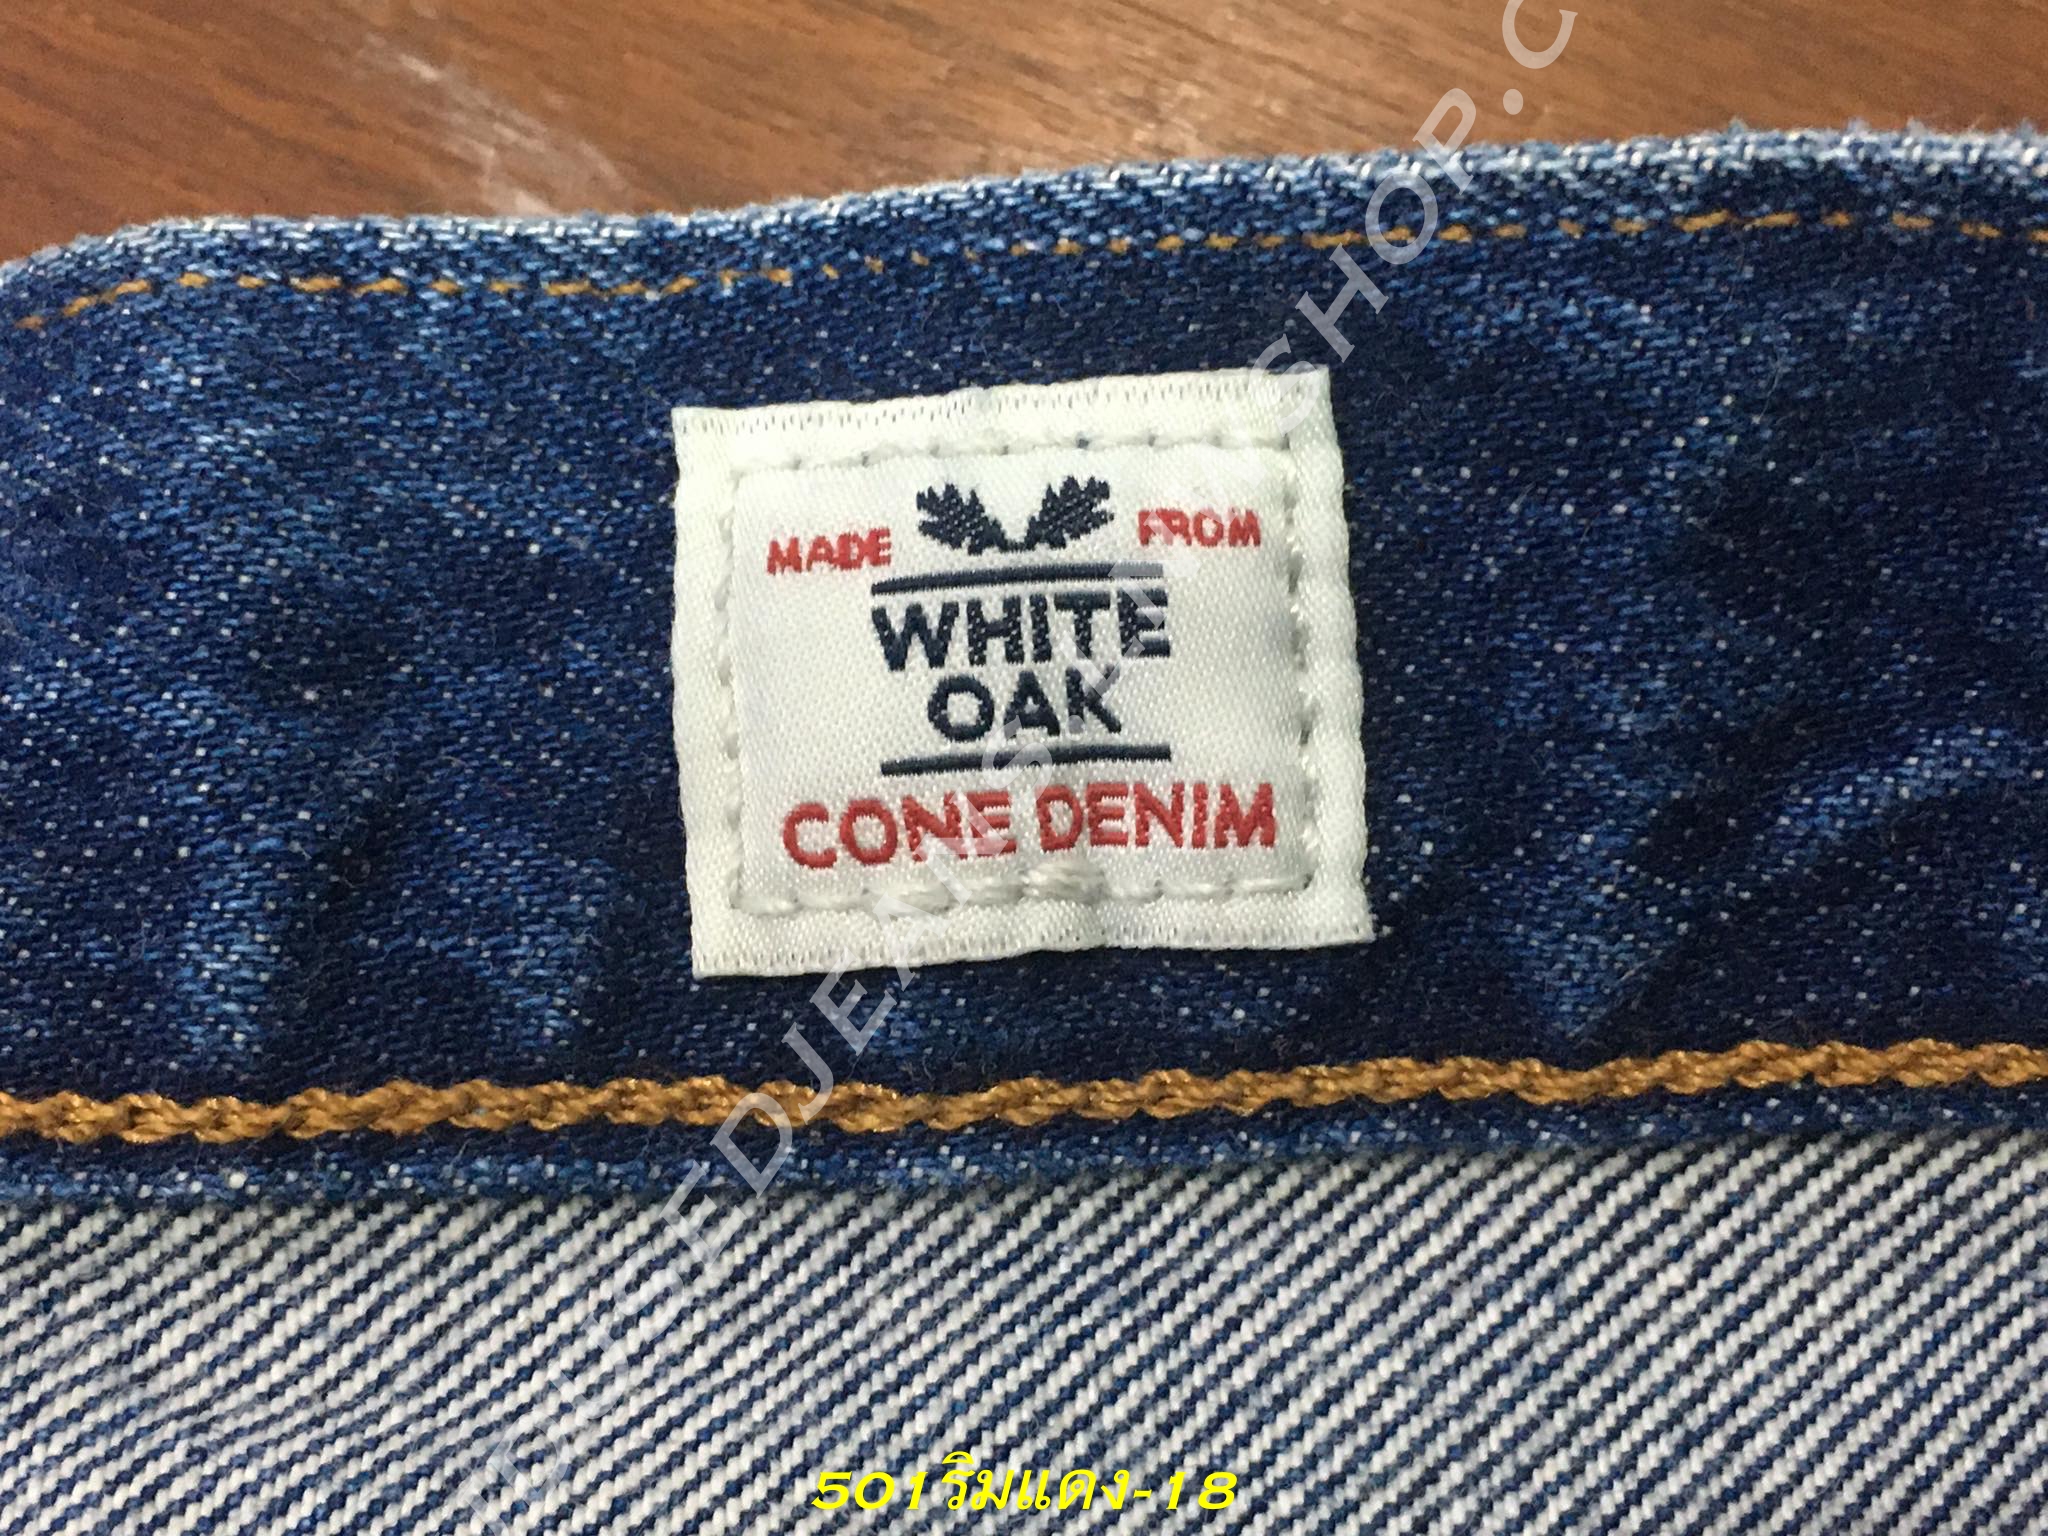 MADE FROM
WHITE
OAK
CONE DENIM
501ริมแดง-18